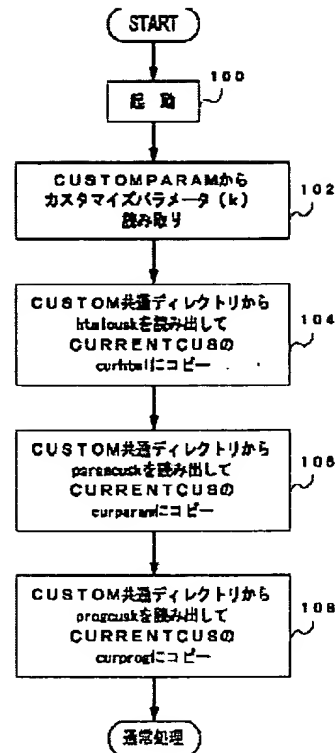 START
100
起 動
102
CUSTOMPARAMから
カスタマイズパラメータ(k)
読み取り
104
CUSTOM共通ディレクトリから
htmlcuskを読み出して
CURRENTCUSの
curhtmlにコピー
106
CUSTOM共通ディレクトリから
paramcuskを読み出して
CURRENTCUSの
curparamにコピー
108
CUSTOM共通ディレクトリから
progcuskを読み出して
CURRENTCUSの
curprogにコピー
通常処理